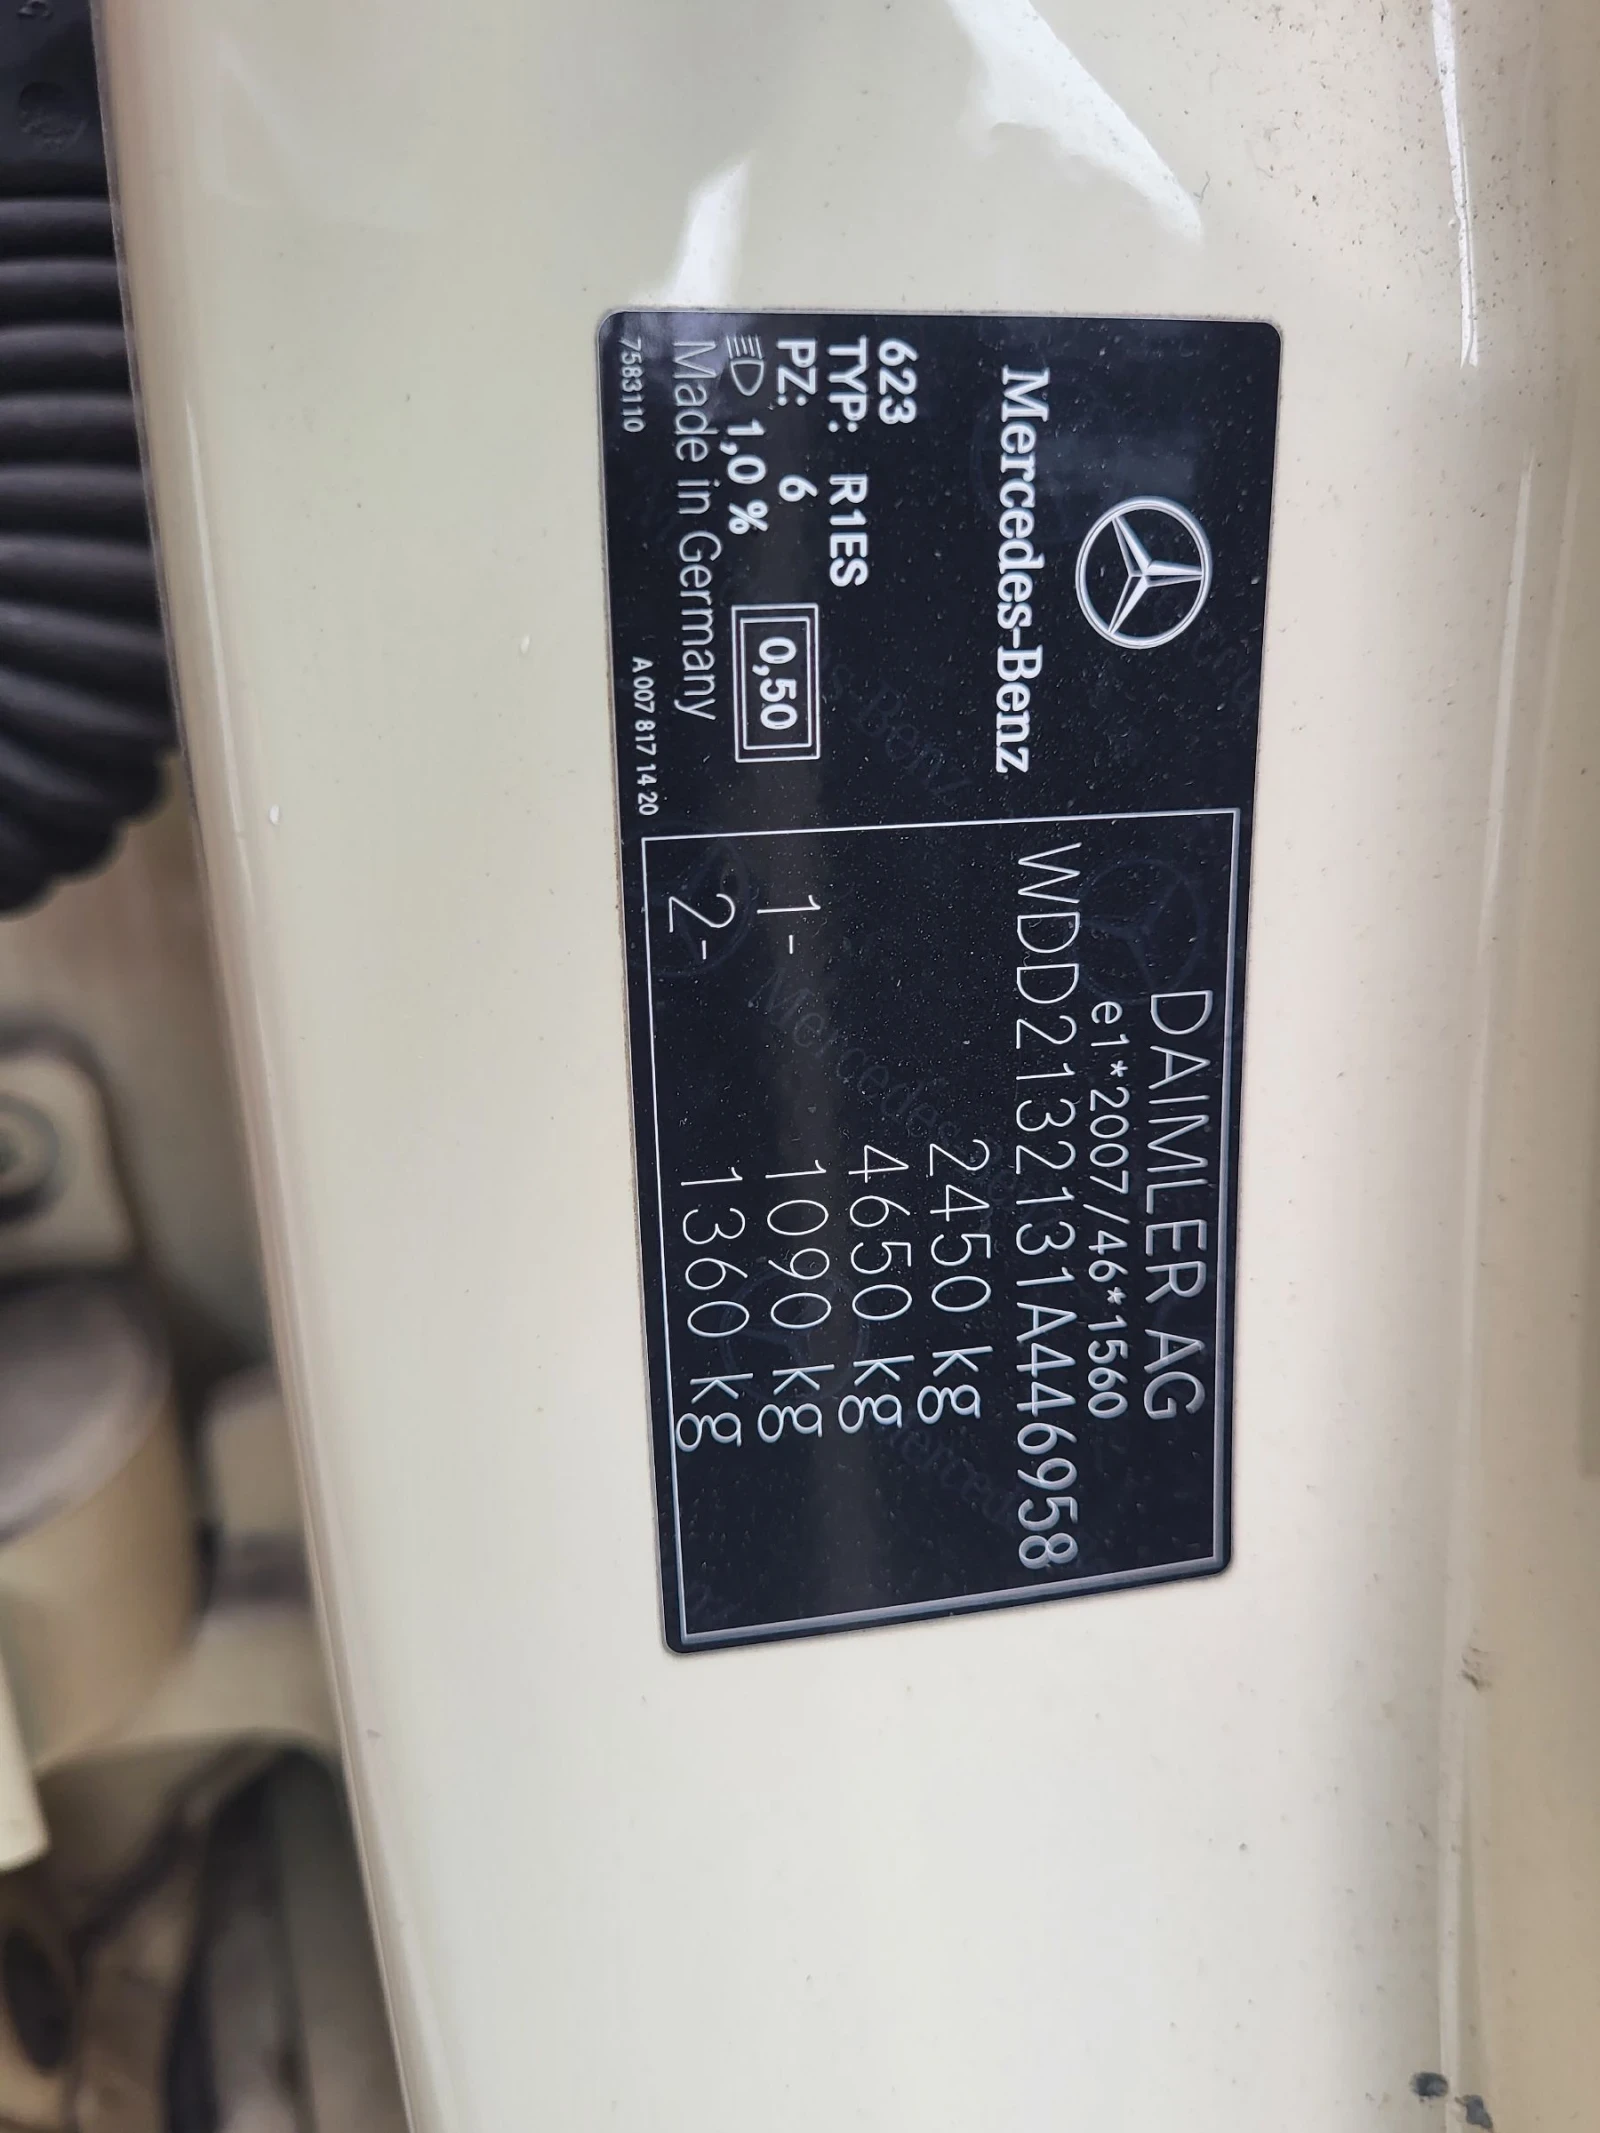 Mercedes-Benz
623
TYP: R1ES
PZ: 6
1,0 %
0,50
Made in Germany
7583110
A 007 817 14 20
DAIMLER AG
e1*2007/46*1560
WDD2132131A446958
2450 kg
4650 kg
1- 1090 kg
2- 1360 kg